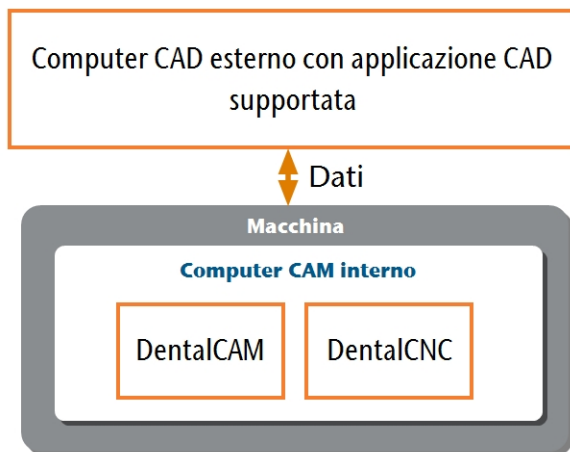 Computer CAD esterno con applicazione CAD
supportata
Dati
Macchina
Computer CAM interno
DentalCAM
DentalCNC